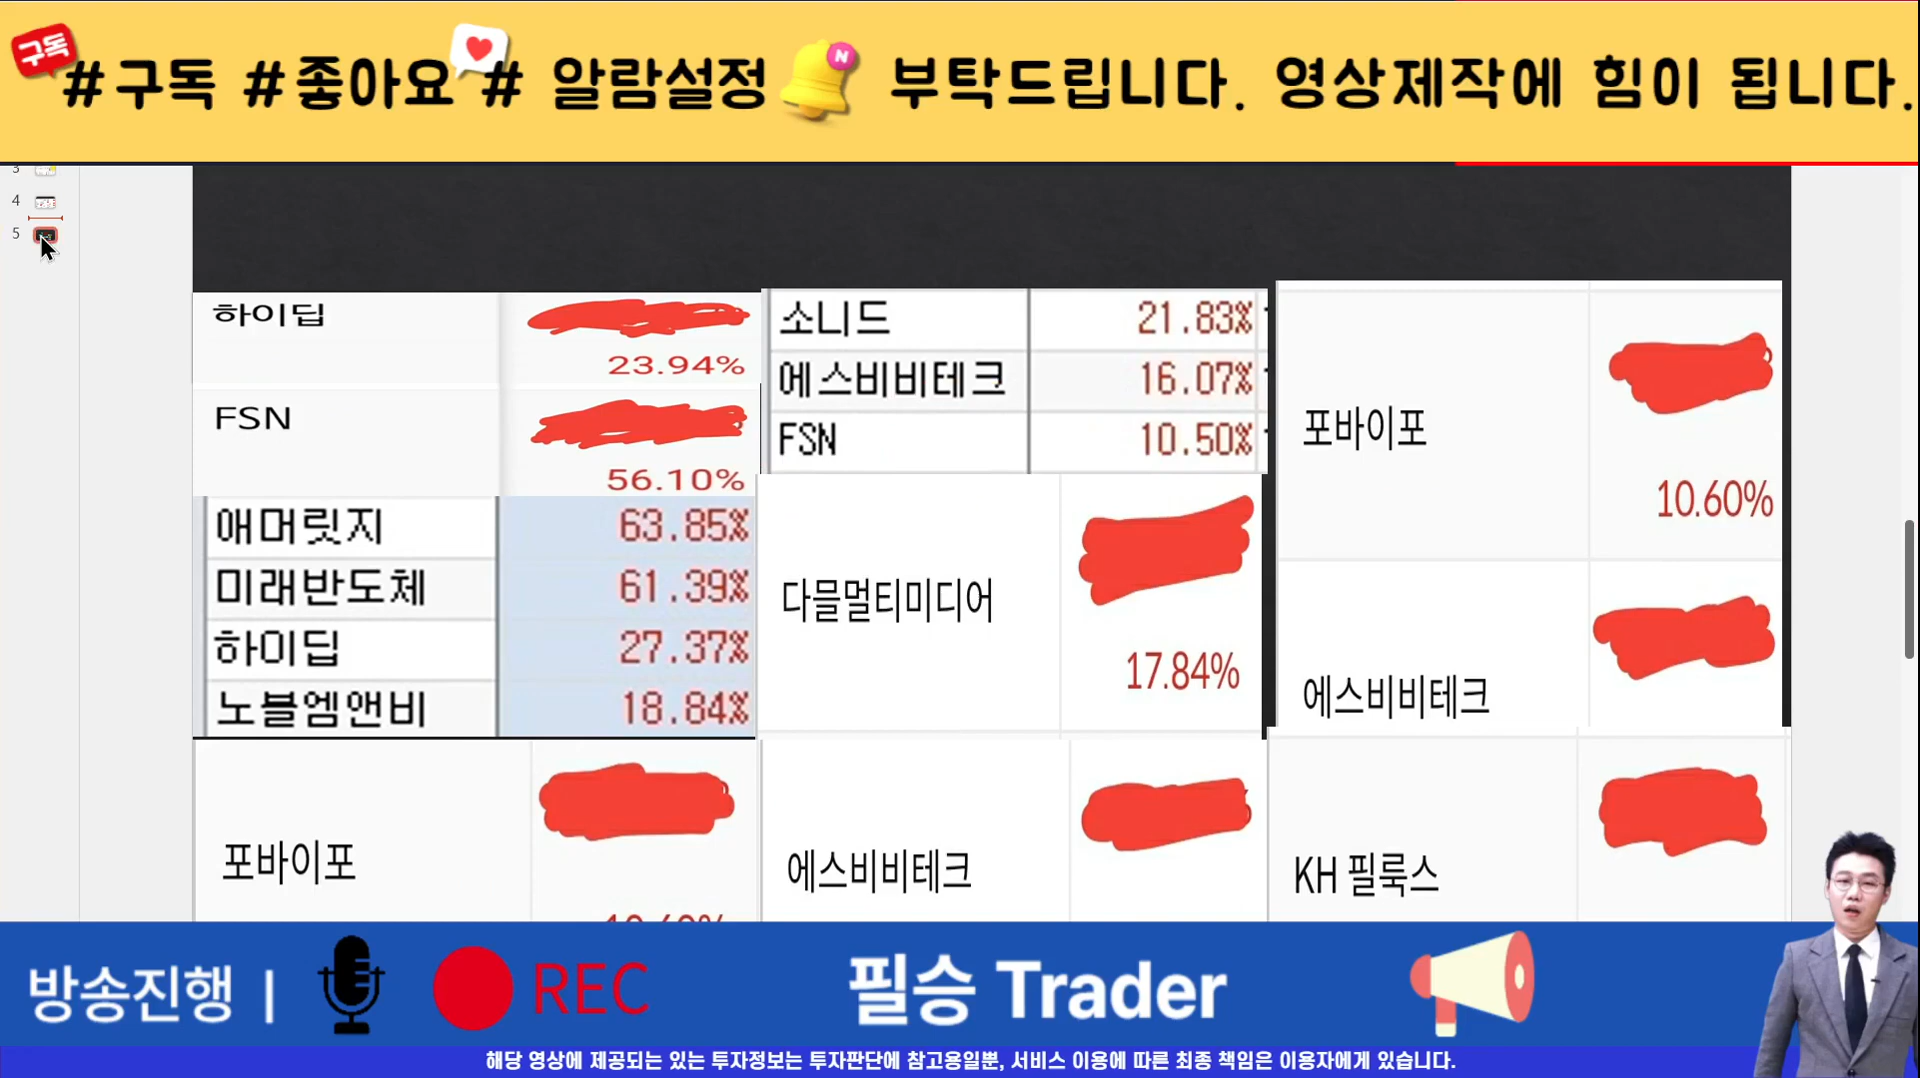 구독
#구독 #좋아요 # 알람설정 N 부탁드립니다. 영상제작에 힘이 됩니다.
3
4
5
하이딥
23.94%
FSN
56.10%
애머릿지 63.85%
미래반도체 61.39%
하이딥 27.37%
노블엠앤비 18.84%
소니드 21.83%
에스비비테크 16.07%
FSN 10.50%
다믈멀티미디어
17.84%
포바이포
10.60%
에스비비테크
포바이포
에스비비테크
KH 필룩스
방송진행 | REC 필승 Trader
해당 영상에 제공되는 있는 투자정보는 투자판단에 참고용일뿐, 서비스 이용에 따른 최종 책임은 이용자에게 있습니다.